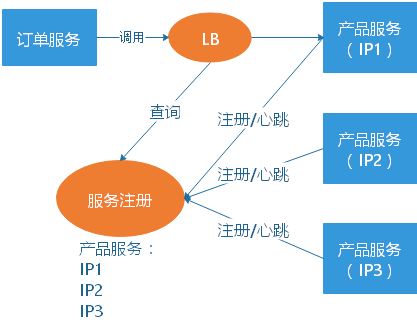 订单服务
调用
LB
产品服务
（IP1）
查询
注册/心跳
产品服务
（IP2）
注册/心跳
服务注册
注册/心跳
产品服务
（IP3）
产品服务：
IP1
IP2
IP3